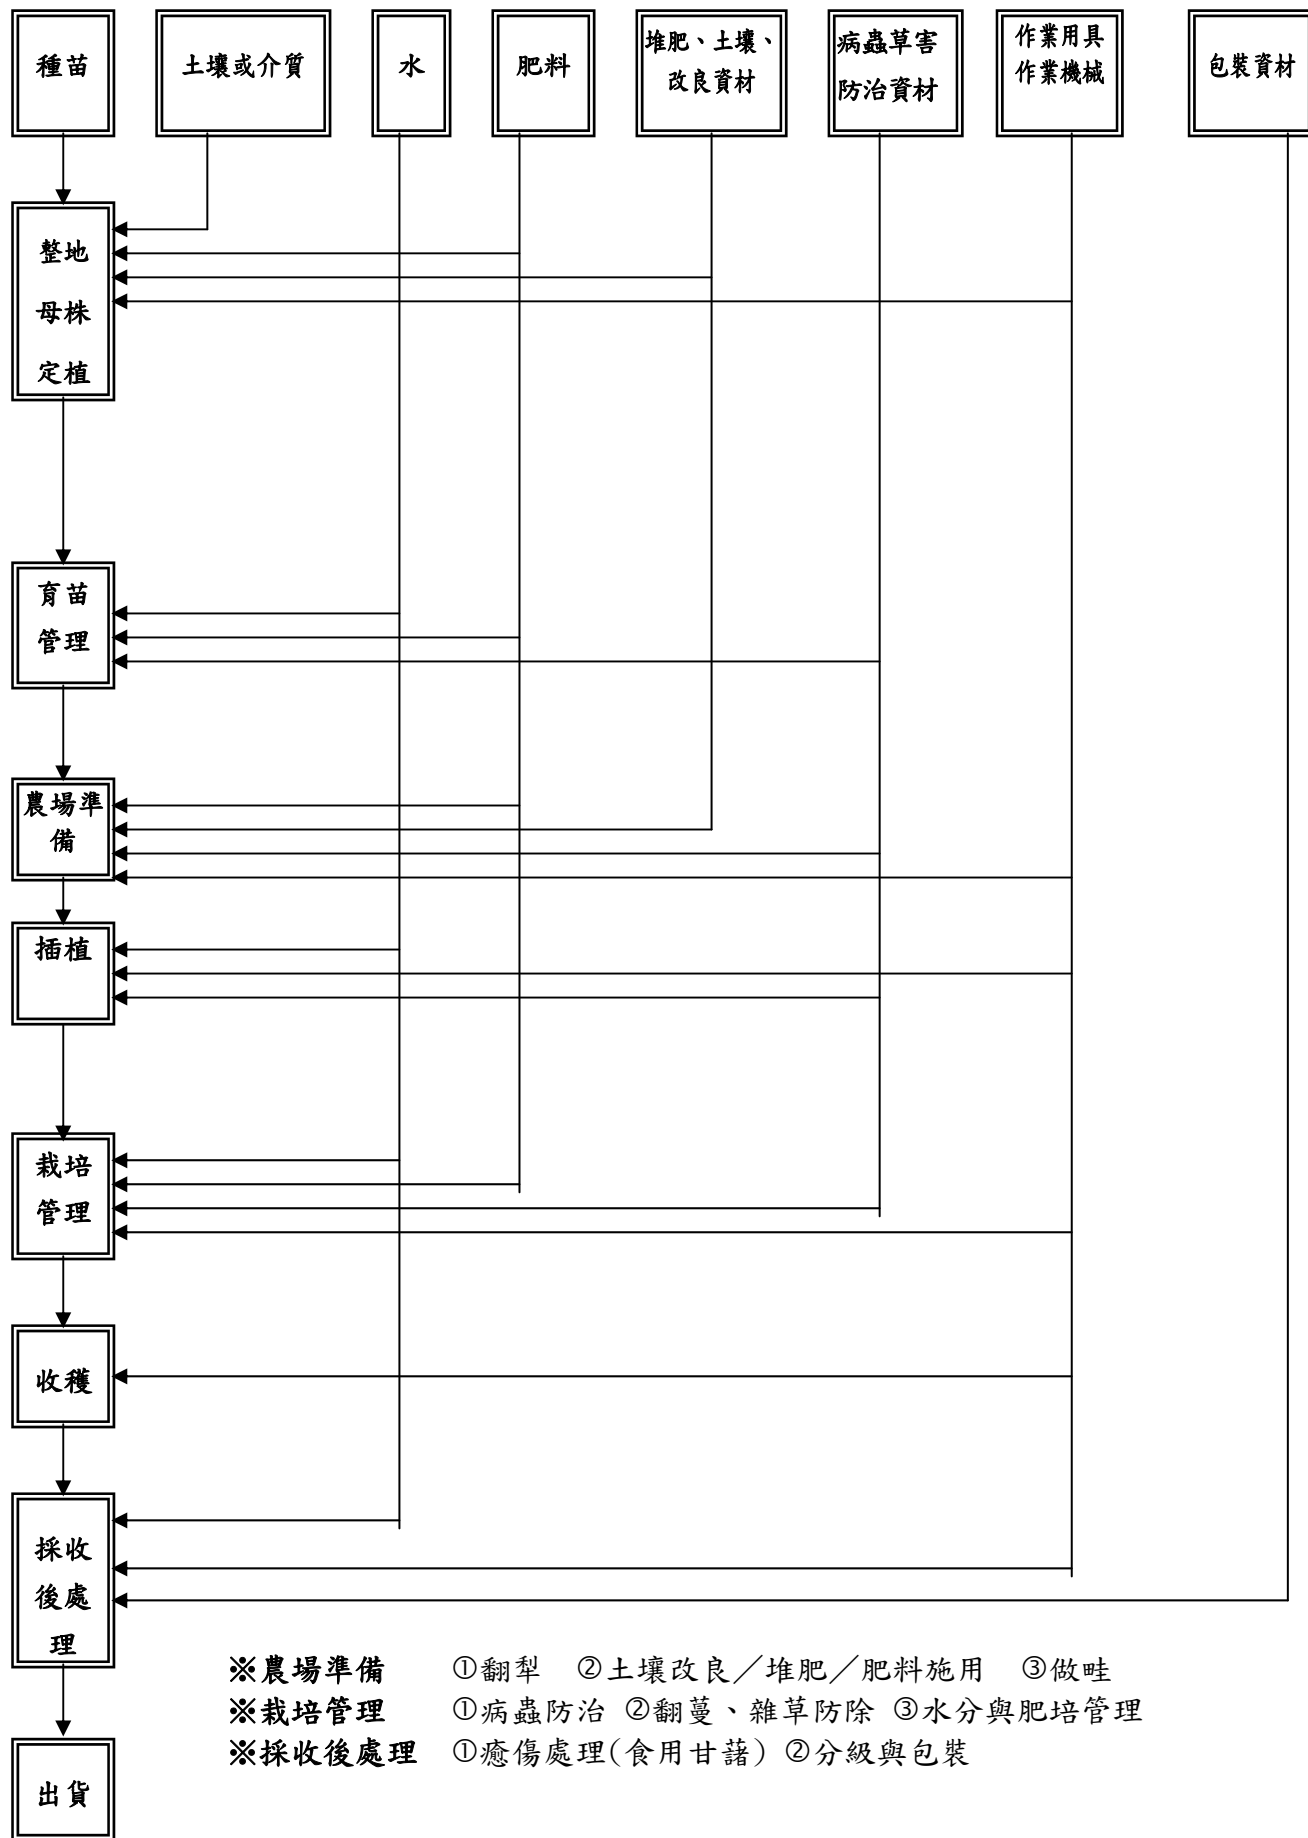 種苗
土壤或介質
水
肥料
堆肥、土壤、
改良資材
病蟲草害
防治資材
作業用具
作業機械
包裝資材
整地
母株
定植
育苗
管理
農場準
備
插植
栽培
管理
收穫
採收
後處
理
※農場準備 ①翻犁 ②土壤改良／堆肥／肥料施用 ③做畦
※栽培管理 ①病蟲防治 ②翻蔓、雜草防除 ③水分與肥培管理
※採收後處理 ①癒傷處理(食用甘藷) ②分級與包裝
出貨